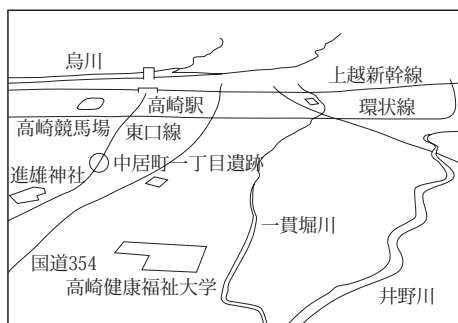 烏川
上越新幹線
高崎駅
環状線
高崎競馬場
東口線
中居町一丁目遺跡
進雄神社
一貫堀川
国道354
高崎健康福祉大学
井野川